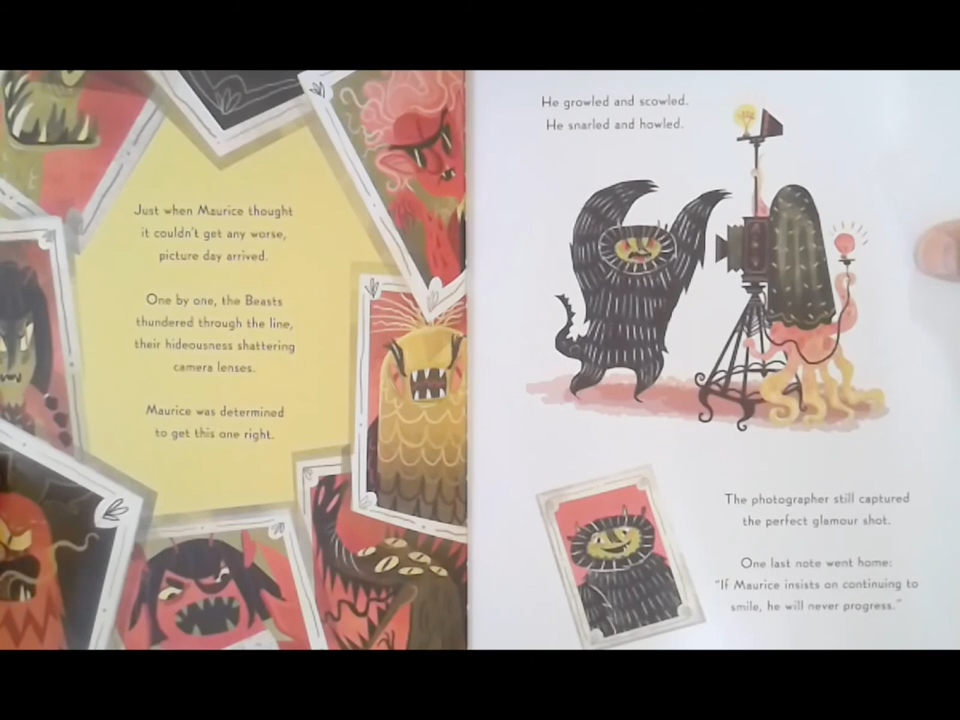 Just when Maurice thought
it couldn't get any worse,
picture day arrived.
One by one, the Beasts
thundered through the line,
their hideousness shattering
camera lenses.
Maurice was determined
to get this one right.
He growled and scowled.
He snarled and howled.
The photographer still captured
the perfect glamour shot.
One last note went home:
"If Maurice insists on continuing to
smile, he will never progress."